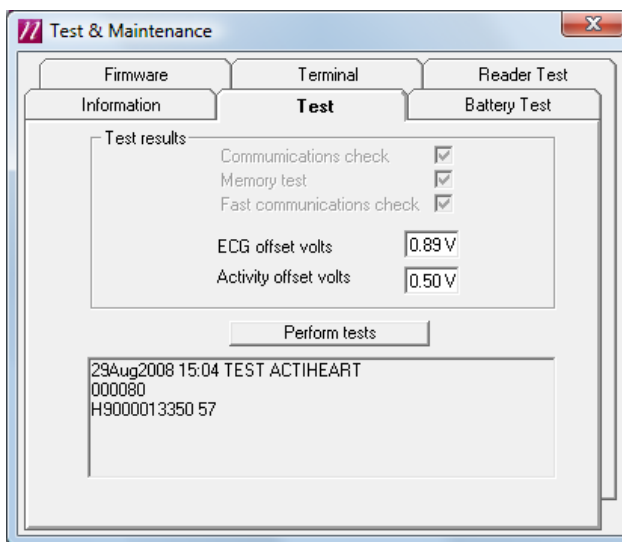 Test & Maintenance
Firmware Terminal Reader Test
Information Test Battery Test
Test results
Commumications check
Memory test
Fast communications check
ECG offset volts 0.89 V
Activity offset volts 0.50 V
Perform tests
29Aug2008 15:04 TEST ACTIHEART
000080
H9000013350 57